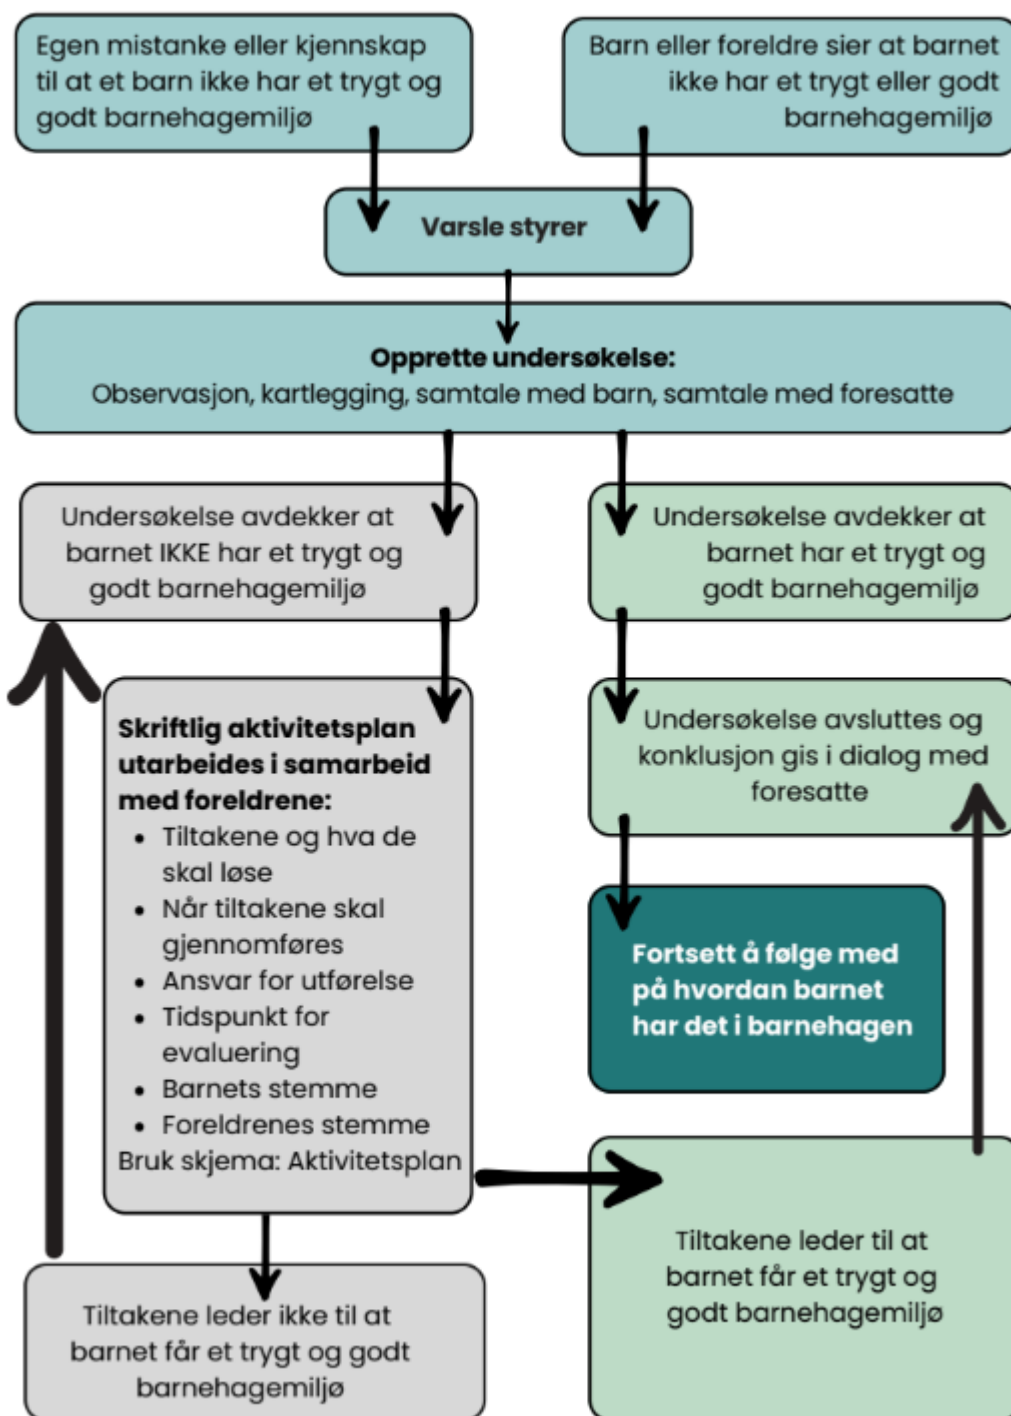 Egen mistanke eller kjennskap
til at et barn ikke har et trygt og
godt barnehagemiljø
Barn eller foreldre sier at barnet
ikke har et trygt eller godt
barnehagemiljø
Varsle styrer
Opprette undersøkelse:
Observasjon, kartlegging, samtale med barn, samtale med foresatte
Undersøkelse avdekker at
barnet IKKE har et trygt og
godt barnehagemiljø
Undersøkelse avdekker at
barnet har et trygt og
godt barnehagemiljø
Skriftlig aktivitetsplan
utarbeides i samarbeid
med foreldrene:
• Tiltakene og hva de
skal løse
• Når tiltakene skal
gjennomføres
• Ansvar for utførelse
• Tidspunkt for
evaluering
• Barnets stemme
• Foreldrenes stemme
Bruk skjema: Aktivitetsplan
Undersøkelse avsluttes og
konklusjon gis i dialog med
foresatte
Fortsett å følge med
på hvordan barnet
har det i barnehagen
Tiltakene leder ikke til at
barnet får et trygt og godt
barnehagemiljø
Tiltakene leder til at
barnet får et trygt og
godt barnehagemiljø